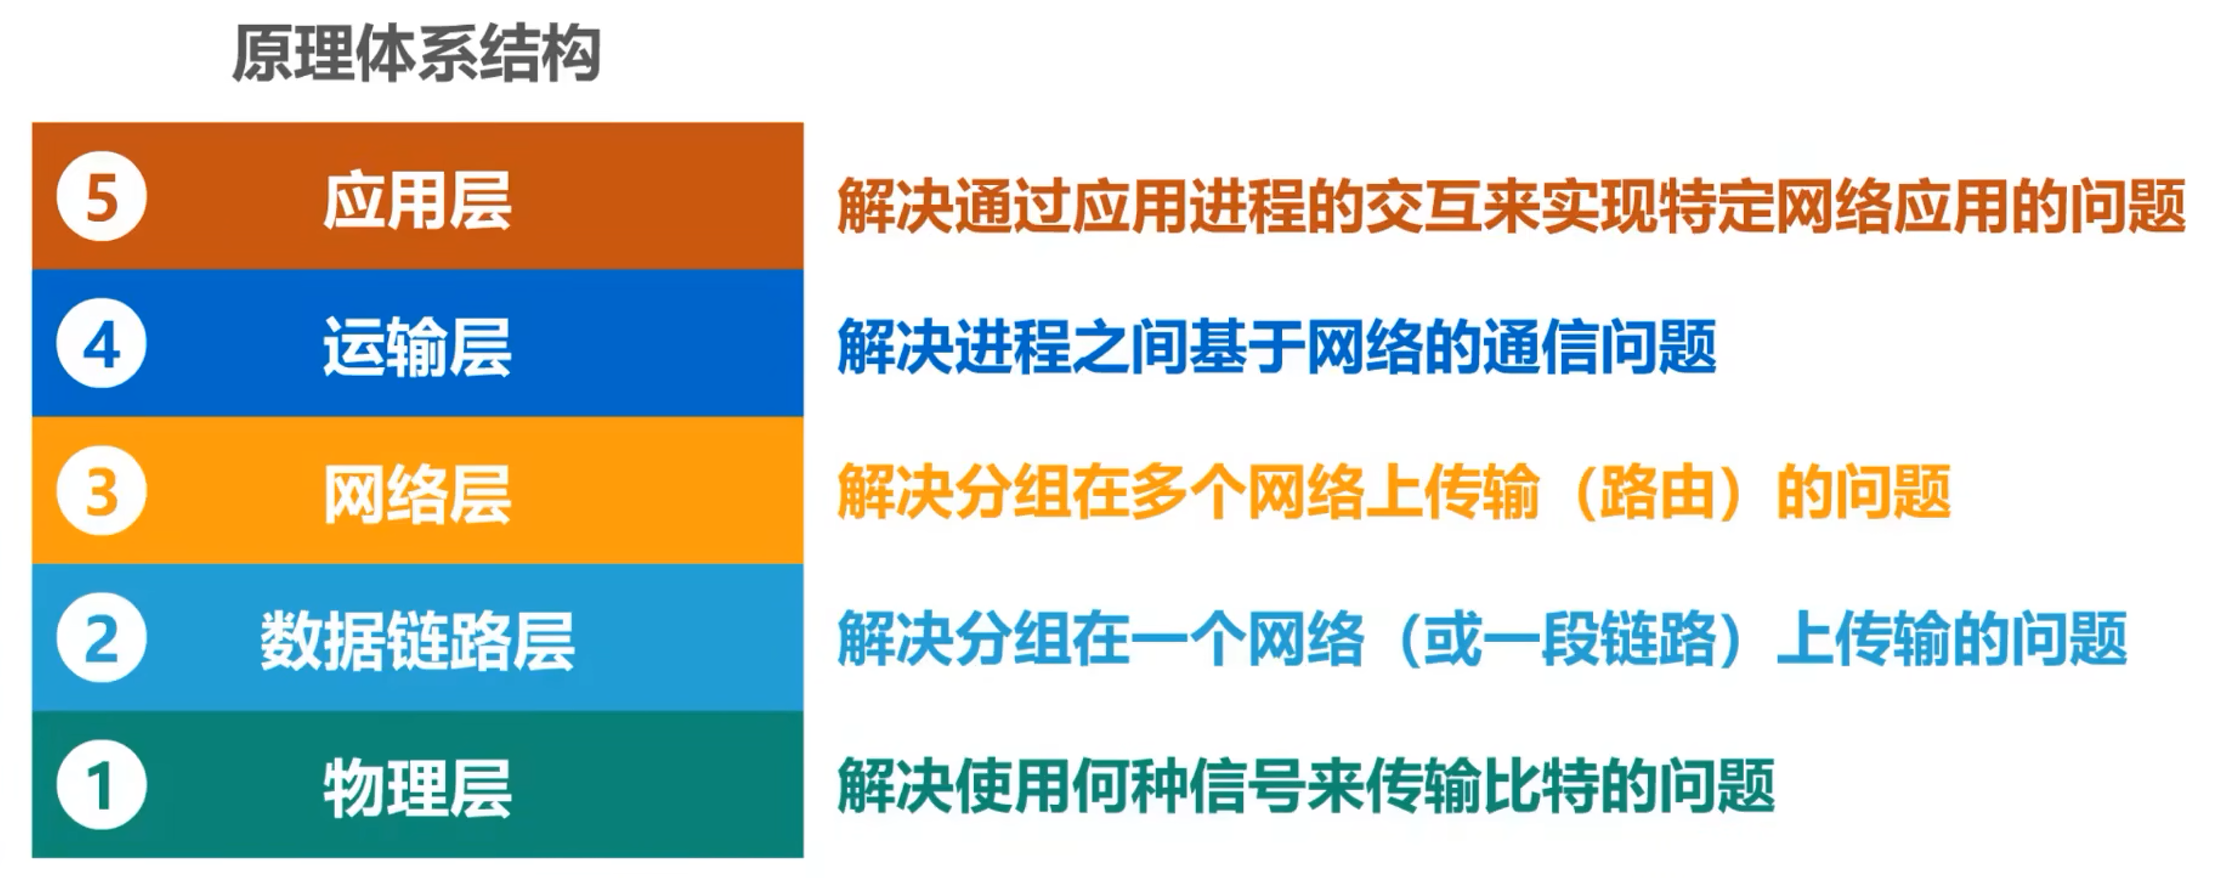 原理体系结构
5 应用层 解决通过应用进程的交互来实现特定网络应用的问题
4 运输层 解决进程之间基于网络的通信问题
3 网络层 解决分组在多个网络上传输（路由）的问题
2 数据链路层 解决分组在一个网络（或一段链路）上传输的问题
1 物理层 解决使用何种信号来传输比特的问题